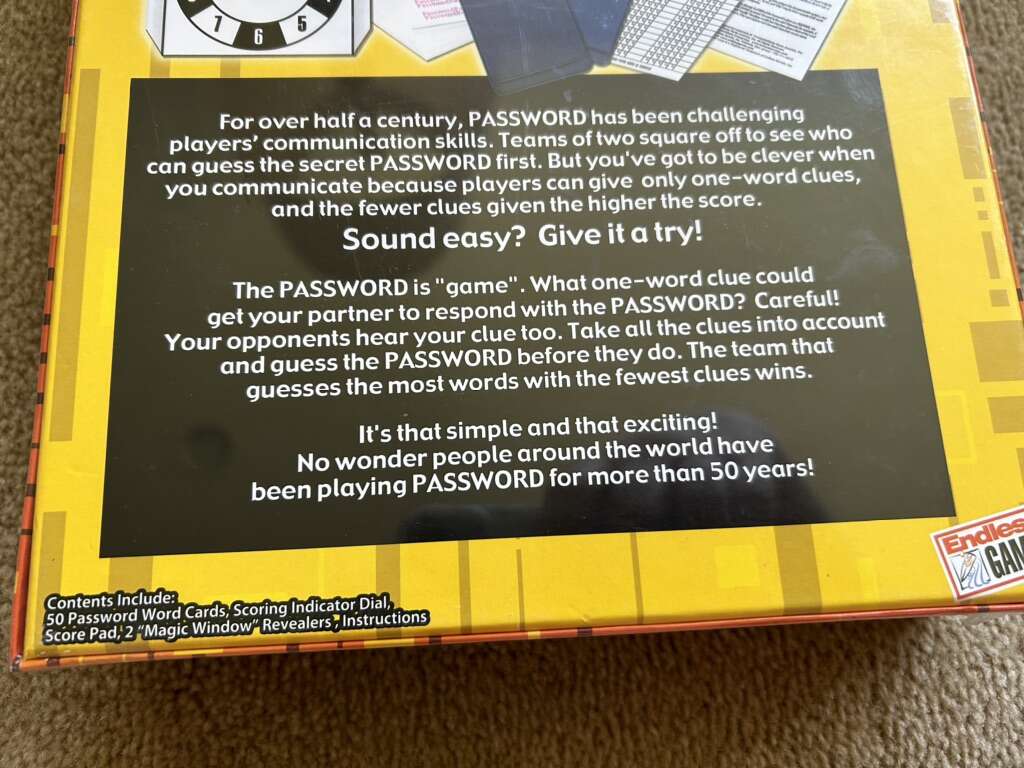 7 6 5
For over half a century, PASSWORD has been challenging
players' communication skills. Teams of two square off to see who
can guess the secret PASSWORD first. But you've got to be clever when
you communicate because players can give only one-word clues,
and the fewer clues given the higher the score.
Sound easy? Give it a try!
The PASSWORD is "game". What one-word clue could
get your partner to respond with the PASSWORD? Careful!
Your opponents hear your clue too. Take all the clues into account
and guess the PASSWORD before they do. The team that
guesses the most words with the fewest clues wins.
It's that simple and that exciting!
No wonder people around the world have
been playing PASSWORD for more than 50 years!
Endless
GAM
Contents Include:
50 Password Word Cards, Scoring Indicator Dial,
Score Pad, 2 "Magic Window" Revealers , Instructions